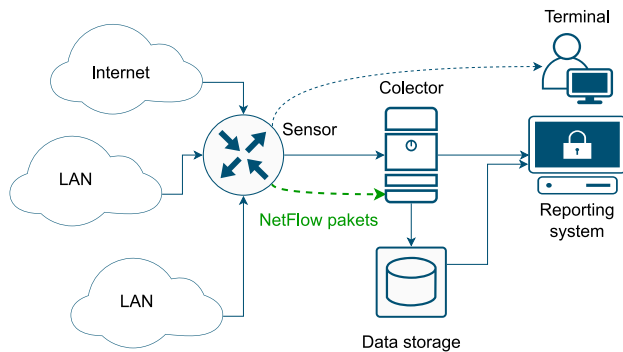 Terminal
Internet
Colector
Sensor
LAN
NetFlow pakets
Reporting
system
LAN
Data storage